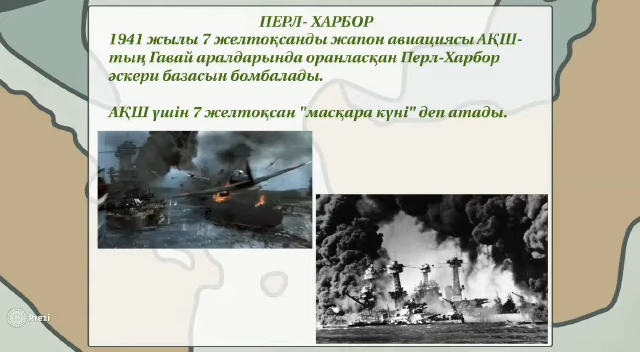 ПЕРЛ- ХАРБОР
1941 жылы 7 желтоқсанды жапон авиациясы АҚШ-
тың Гавай аралдарында оранласқан Перл-Харбор
әскери базасын бомбалады.
АҚШ үшін 7 желтоқсан "масқара күні" деп атады.
Prezi